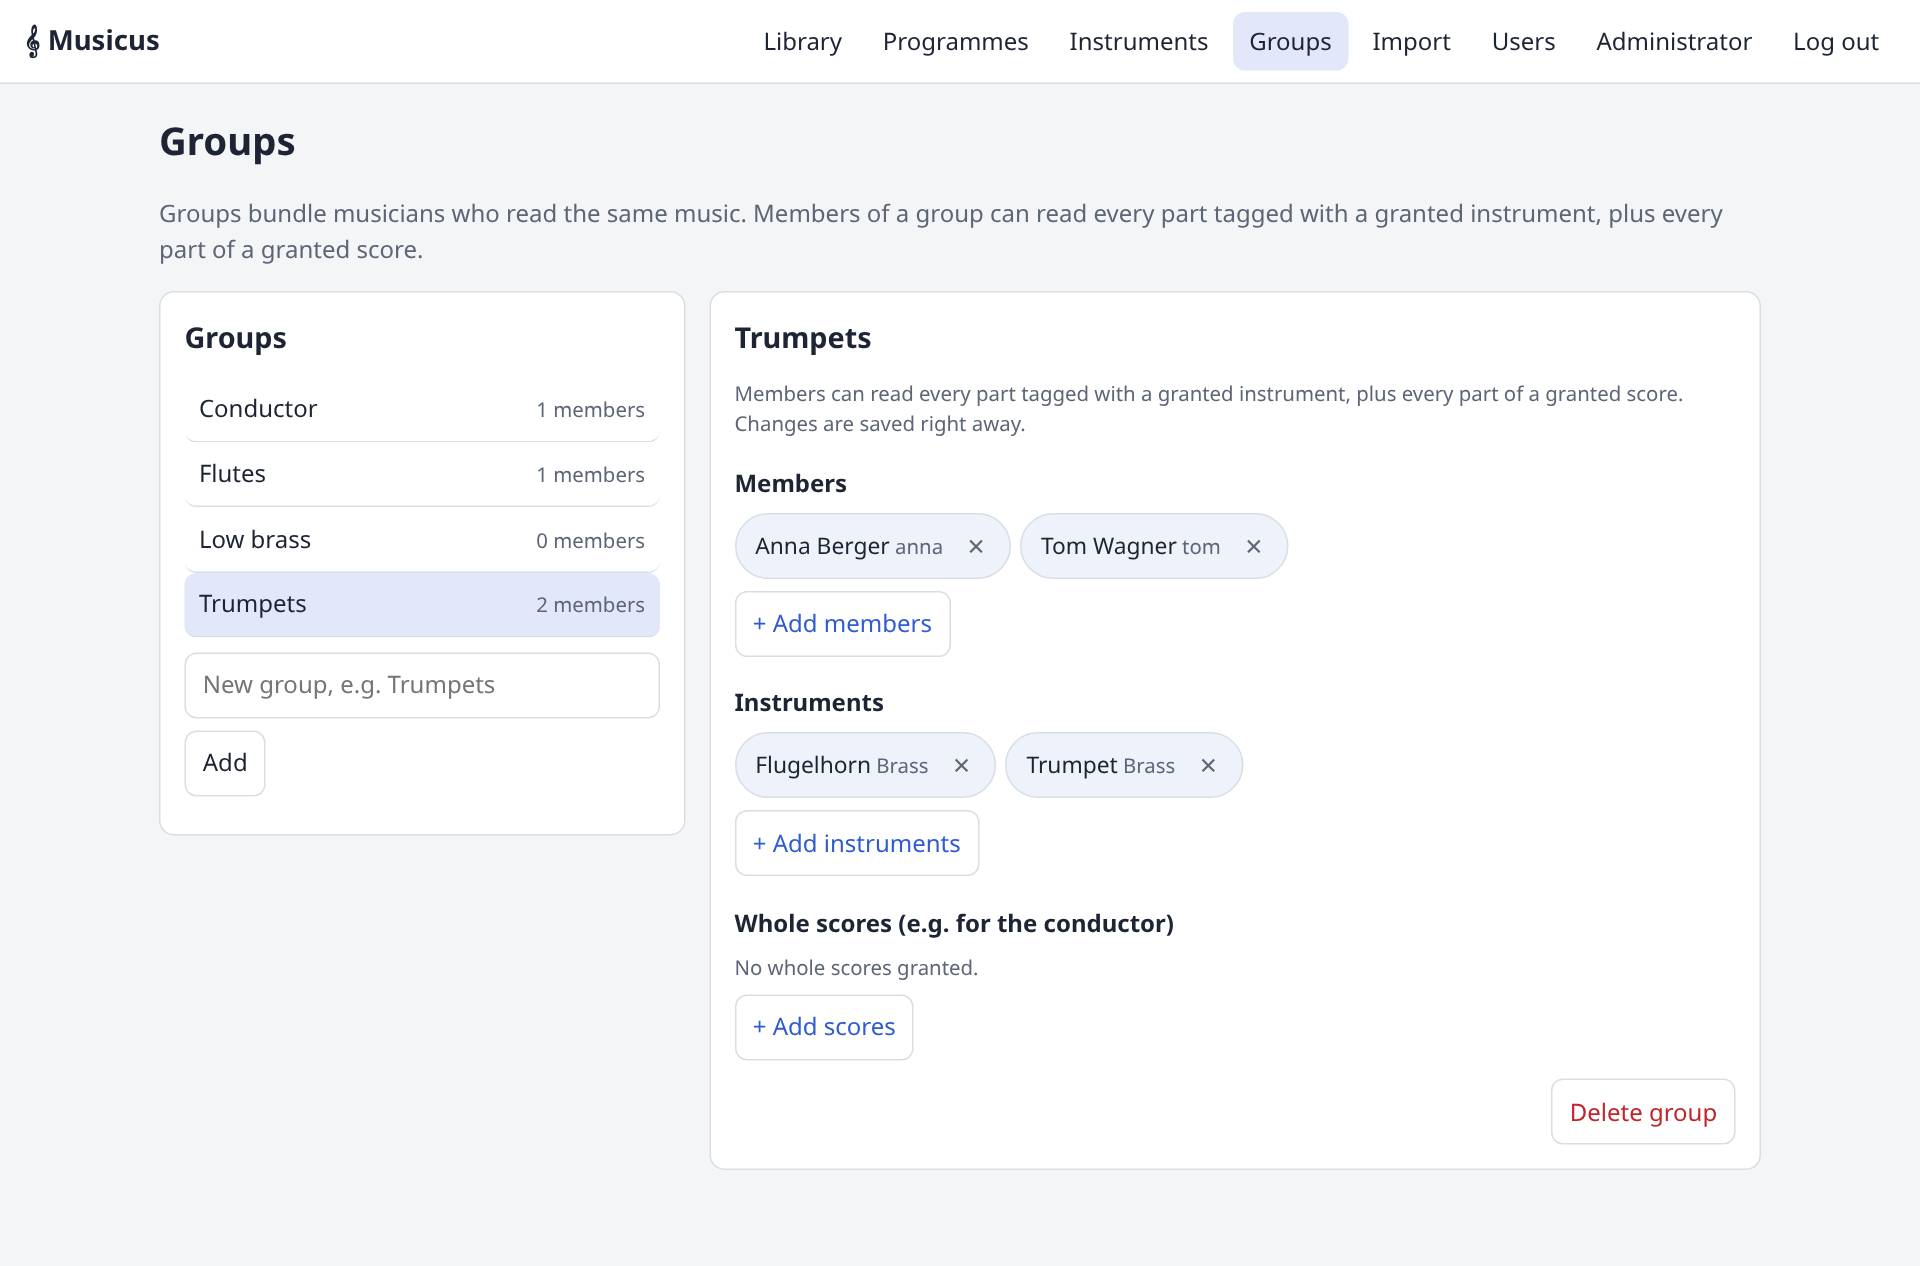 Musicus
Library Programmes Instruments Groups Import Users Administrator Log out
Groups
Groups bundle musicians who read the same music. Members of a group can read every part tagged with a granted instrument, plus every
part of a granted score.
Groups
Conductor 1 members
Flutes 1 members
Low brass 0 members
Trumpets 2 members
New group, e.g. Trumpets
Add
Trumpets
Members can read every part tagged with a granted instrument, plus every part of a granted score.
Changes are saved right away.
Members
Anna Berger anna ✕ Tom Wagner tom ✕
+ Add members
Instruments
Flugelhorn Brass ✕ Trumpet Brass ✕
+ Add instruments
Whole scores (e.g. for the conductor)
No whole scores granted.
+ Add scores
Delete group